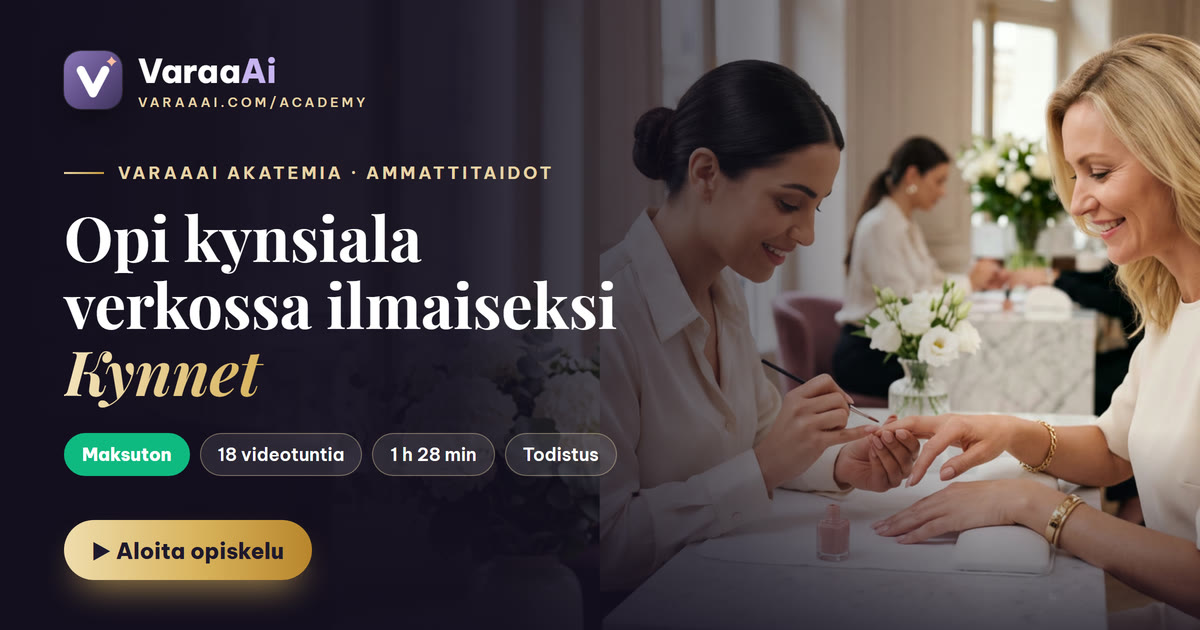 VaraaAi
VARAAAI.COM/ACADEMY
VARAAAI AKATEMIA · AMMATTITAIDOT
Opi kynsiala
verkossa ilmaiseksi
Kynnet
Maksuton
18 videotuntia
1 h 28 min
Todistus
▶ Aloita opiskelu